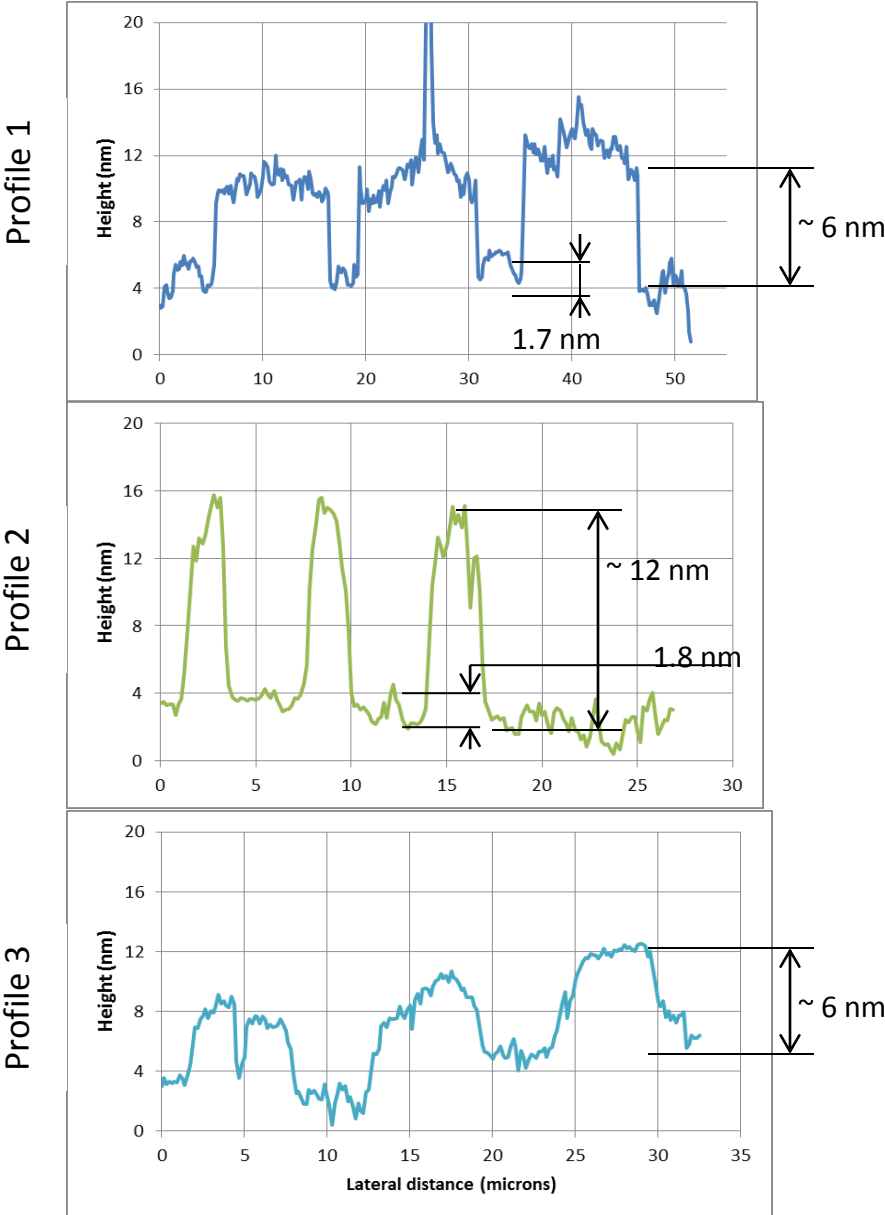 Profile 1
Height (nm)
20
16
12
8
4
0
0 10 20 30 40 50
~ 6 nm
1.7 nm
Profile 2
Height (nm)
20
16
12
8
4
0
0 5 10 15 20 25 30
~ 12 nm
1.8 nm
Profile 3
Height (nm)
20
16
12
8
4
0
0 5 10 15 20 25 30 35
~ 6 nm
Lateral distance (microns)